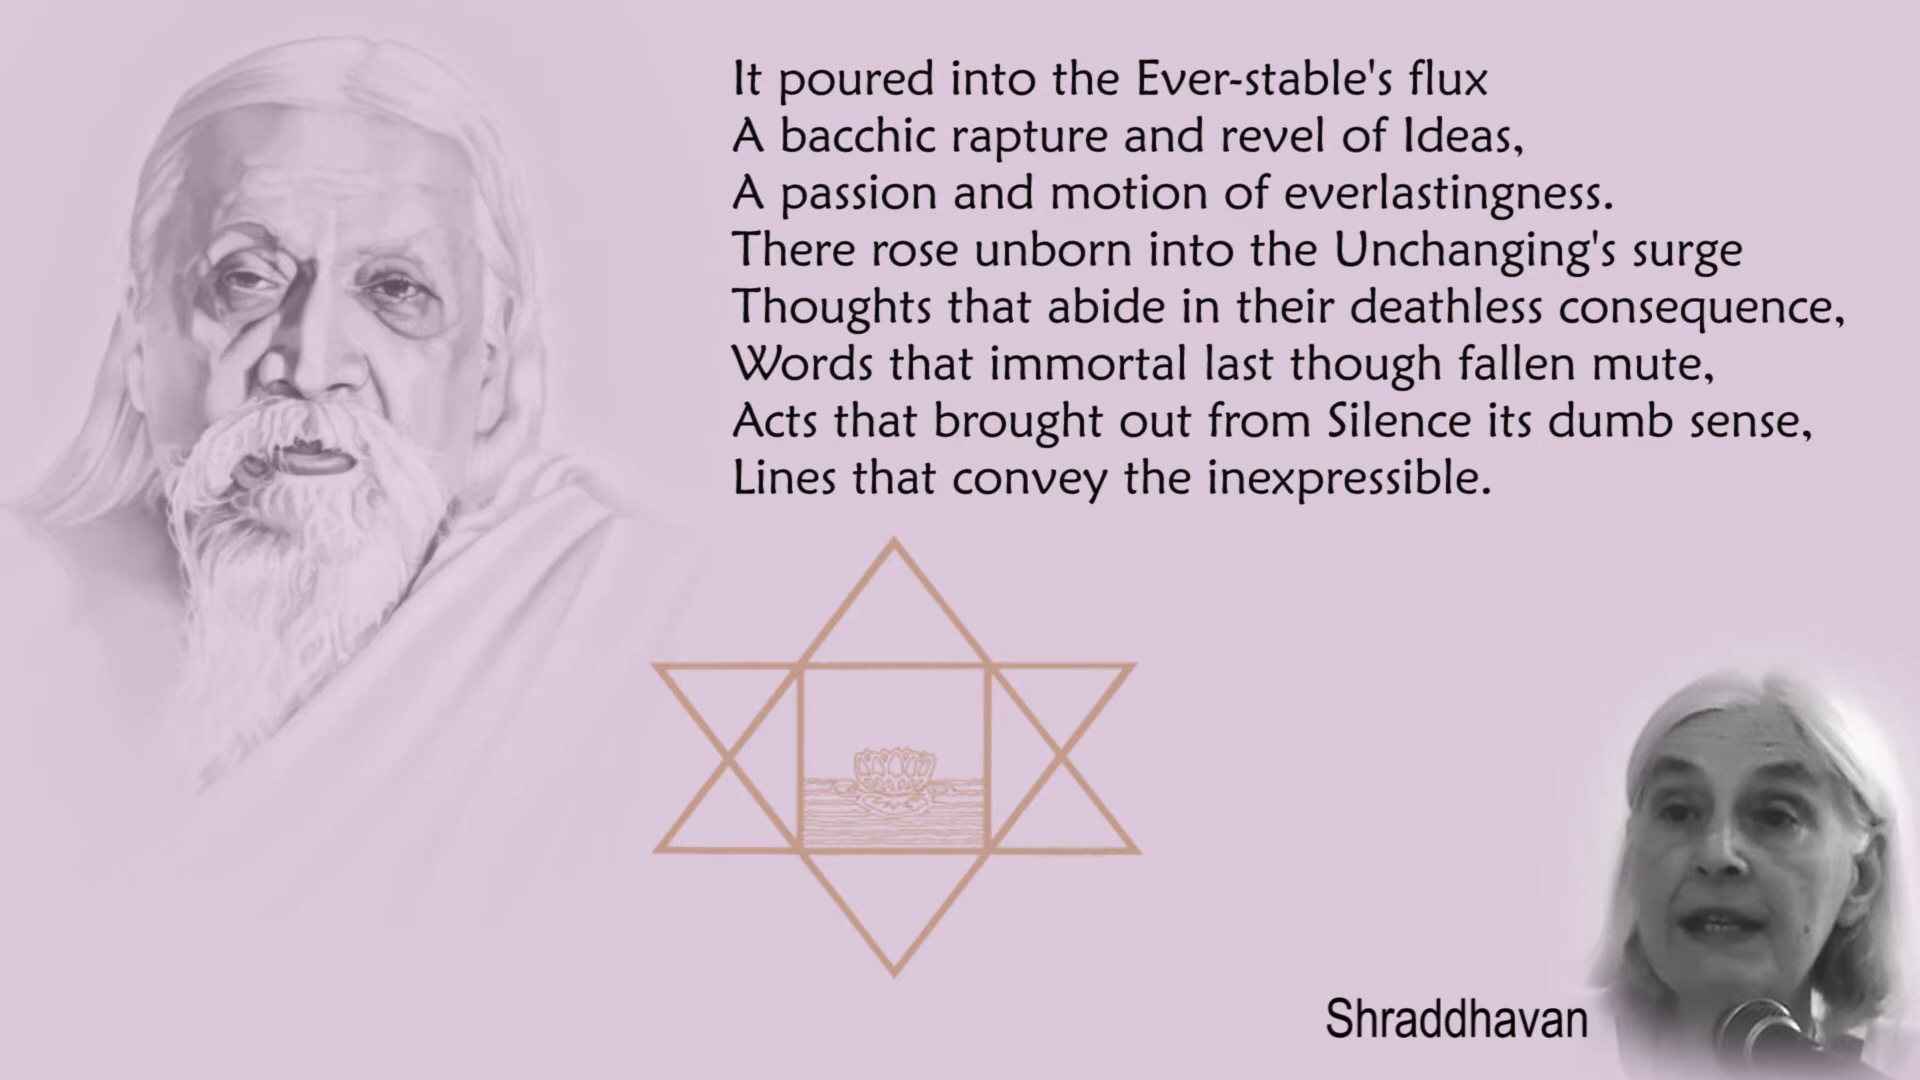 It poured into the Ever-stable's flux
A bacchic rapture and revel of Ideas,
A passion and motion of everlastingness.
There rose unborn into the Unchanging's surge
Thoughts that abide in their deathless consequence,
Words that immortal last though fallen mute,
Acts that brought out from Silence its dumb sense,
Lines that convey the inexpressible.
Shraddhavan